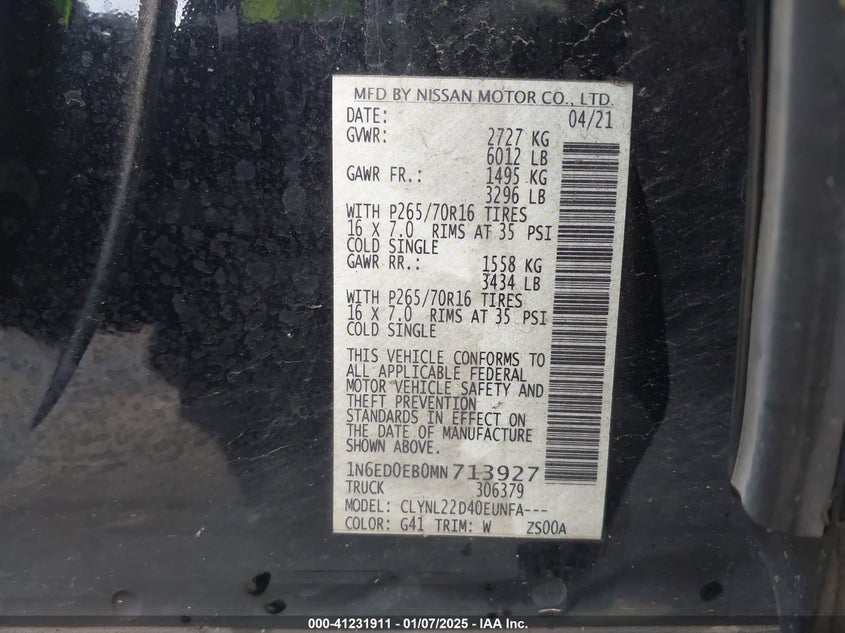 MFD BY NISSAN MOTOR CO., LTD.
DATE: 04/21
GVWR: 2727 KG
6012 LB
GAWR FR.: 1495 KG
3296 LB
WITH P265/70R16 TIRES
16 X 7.0 RIMS AT 35 PSI
COLD SINGLE
GAWR RR.: 1558 KG
3434 LB
WITH P265/70R16 TIRES
16 X 7.0 RIMS AT 35 PSI
COLD SINGLE
THIS VEHICLE CONFORMS TO
ALL APPLICABLE FEDERAL
MOTOR VEHICLE SAFETY AND
THEFT PREVENTION
STANDARDS IN EFFECT ON
THE DATE OF MANUFACTURE
SHOWN ABOVE.
1N6ED0EB0MN713927
TRUCK 306379
MODEL: CLYNL22D40EUNFA---
COLOR: G41 TRIM: W ZS00A
000-41231911 — 01/07/2025 — IAA Inc.